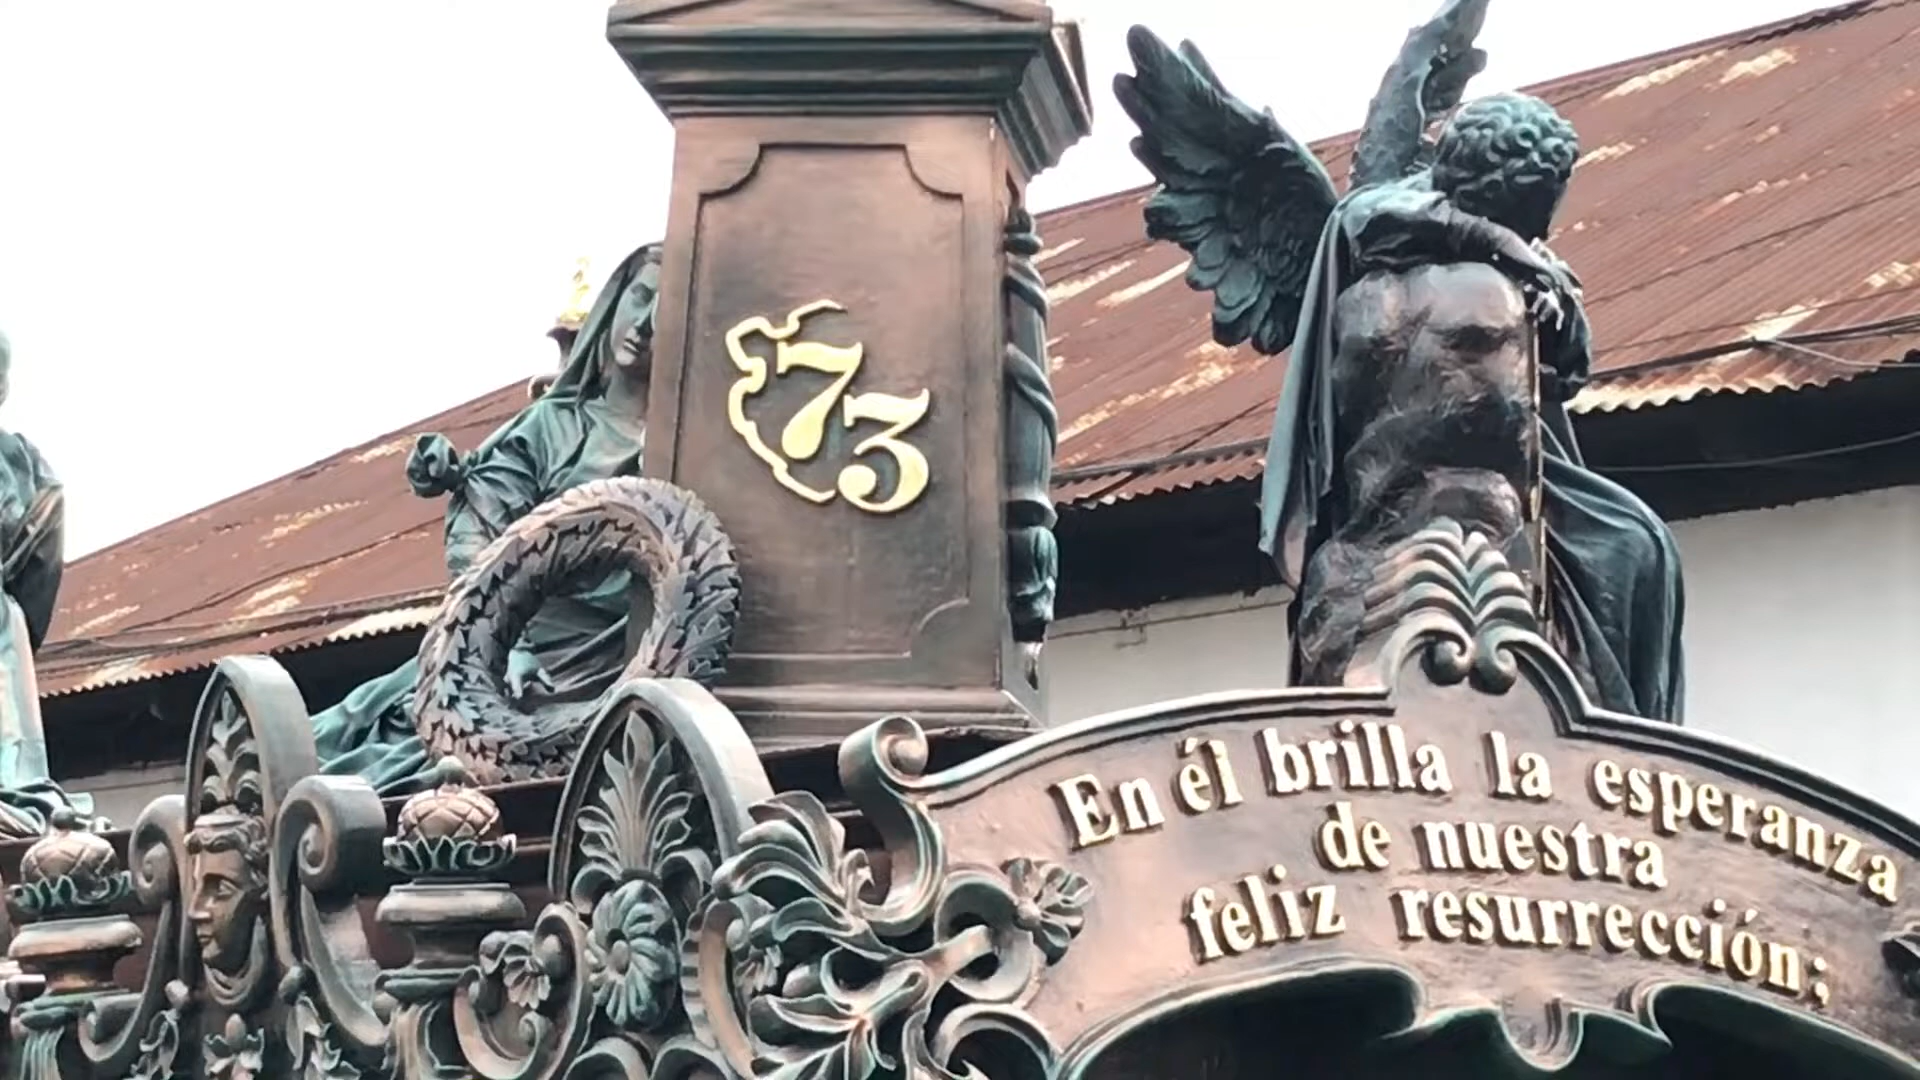 73
En él brilla la esperanza
de nuestra
feliz resurrección;